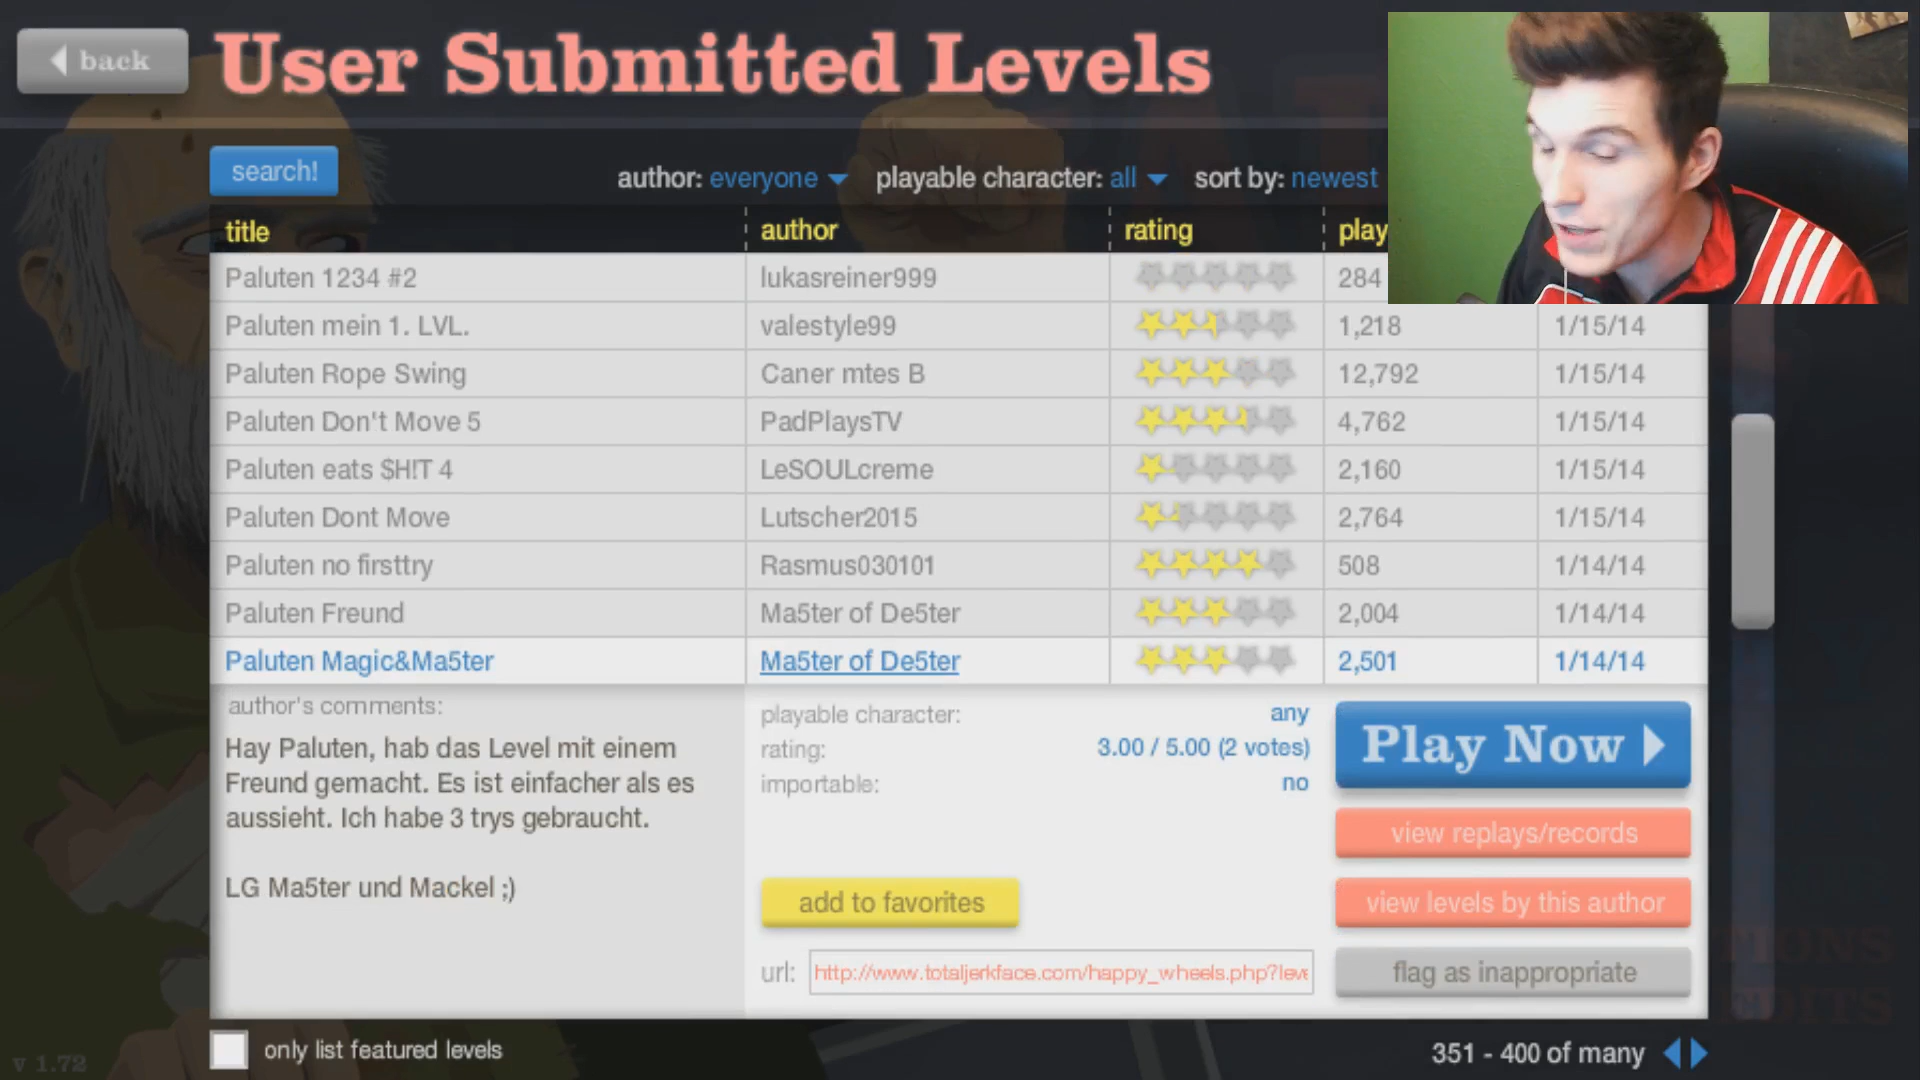 back
User Submitted Levels
search!
author: everyone playable character: all sort by: newest
title author rating play
Paluten 1234 #2 lukasreiner999 284
Paluten mein 1. LVL. valestyle99 1,218 1/15/14
Paluten Rope Swing Caner mtes B 12,792 1/15/14
Paluten Don't Move 5 PadPlaysTV 4,762 1/15/14
Paluten eats $H!T 4 LeSOULcreme 2,160 1/15/14
Paluten Dont Move Lutscher2015 2,764 1/15/14
Paluten no firsttry Rasmus030101 508 1/14/14
Paluten Freund Ma5ter of De5ter 2,004 1/14/14
Paluten Magic&Ma5ter Ma5ter of De5ter 2,501 1/14/14
author's comments:
Hay Paluten, hab das Level mit einem
Freund gemacht. Es ist einfacher als es
aussieht. Ich habe 3 trys gebraucht.
LG Ma5ter und Mackel ;)
playable character: any
rating: 3.00 / 5.00 (2 votes)
importable: no
add to favorites
url: http://www.totaljerkface.com/happy_wheels.php?leve
Play Now
view replays/records
view levels by this author
flag as inappropriate
TIONS
EDITS
only list featured levels
351 - 400 of many
v 1.72